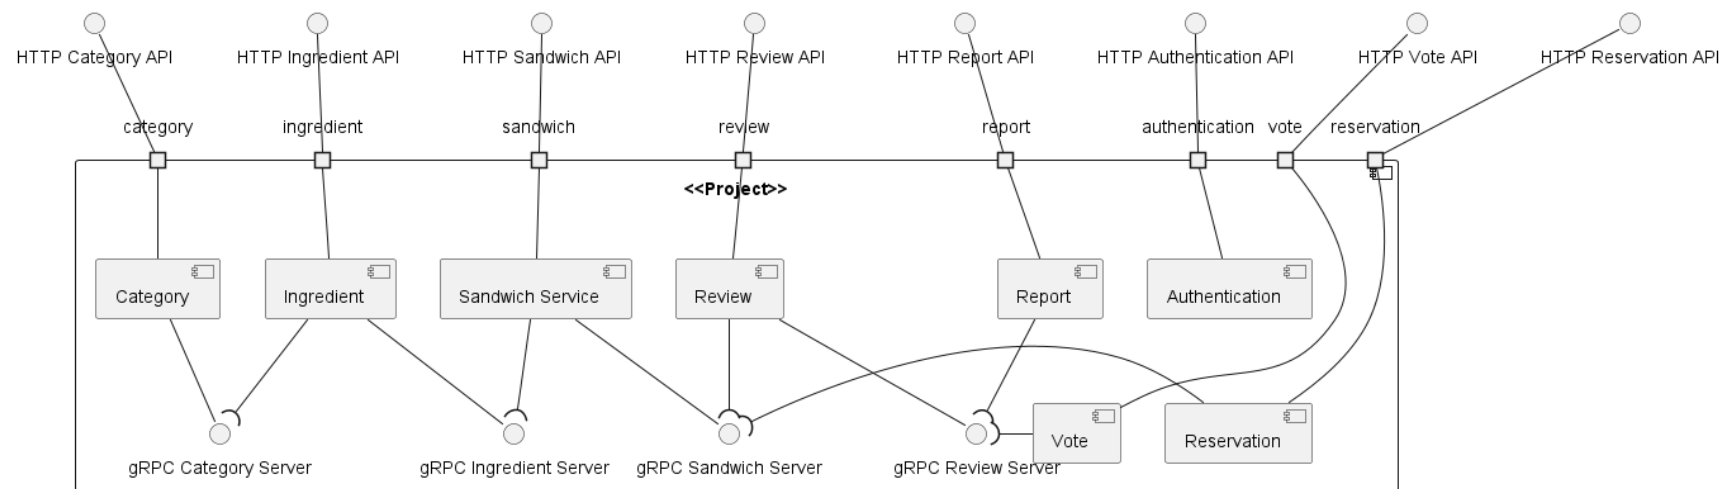 HTTP Category API
HTTP Ingredient API
HTTP Sandwich API
HTTP Review API
HTTP Report API
HTTP Authentication API
HTTP Vote API
HTTP Reservation API
category
ingredient
sandwich
review
report
authentication
vote
reservation
<<Project>>
Category
Ingredient
Sandwich Service
Review
Report
Authentication
Vote
Reservation
gRPC Category Server
gRPC Ingredient Server
gRPC Sandwich Server
gRPC Review Server